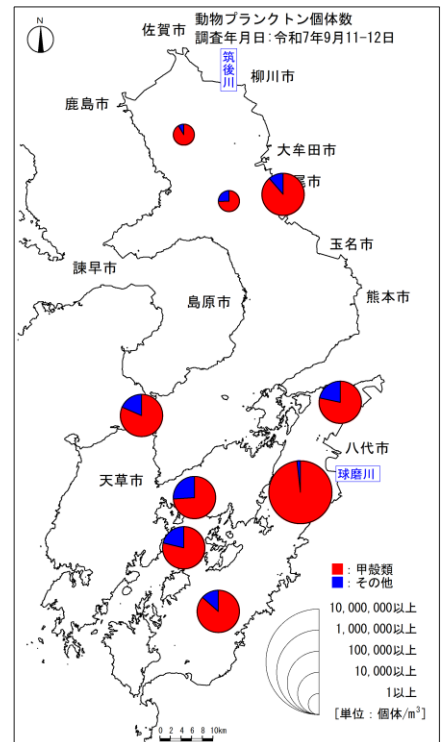 動物プランクトン個体数
調査年月日:令和7年9月11-12日
N
佐賀市
筑後川
柳川市
鹿島市
大牟田市
尾市
玉名市
諫早市
島原市
熊本市
八代市
球磨川
天草市
:甲殻類
:その他
10,000,000以上
1,000,000以上
100,000以上
10,000以上
1以上
[単位:個体/m³]
0 2 4 6 8 10km